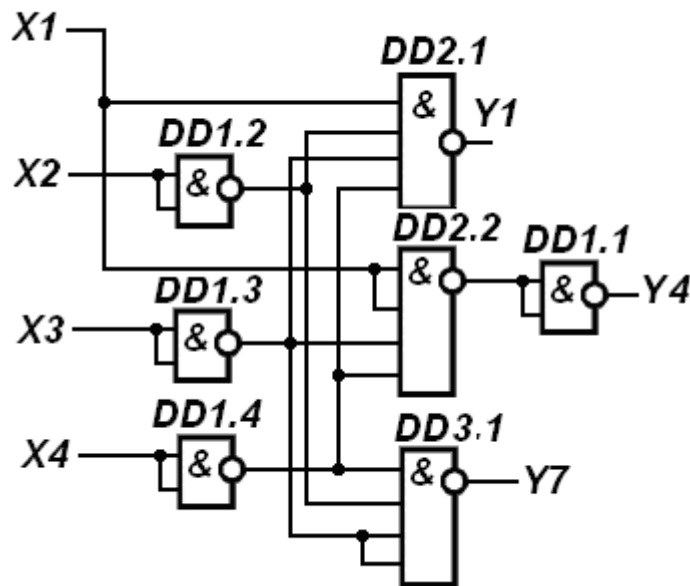 X1
DD2.1
&
Y1
DD1.2
X2
&
DD2.2
DD1.1
&
&
Y4
DD1.3
X3
&
DD1.4
DD3.1
X4
&
&
Y7